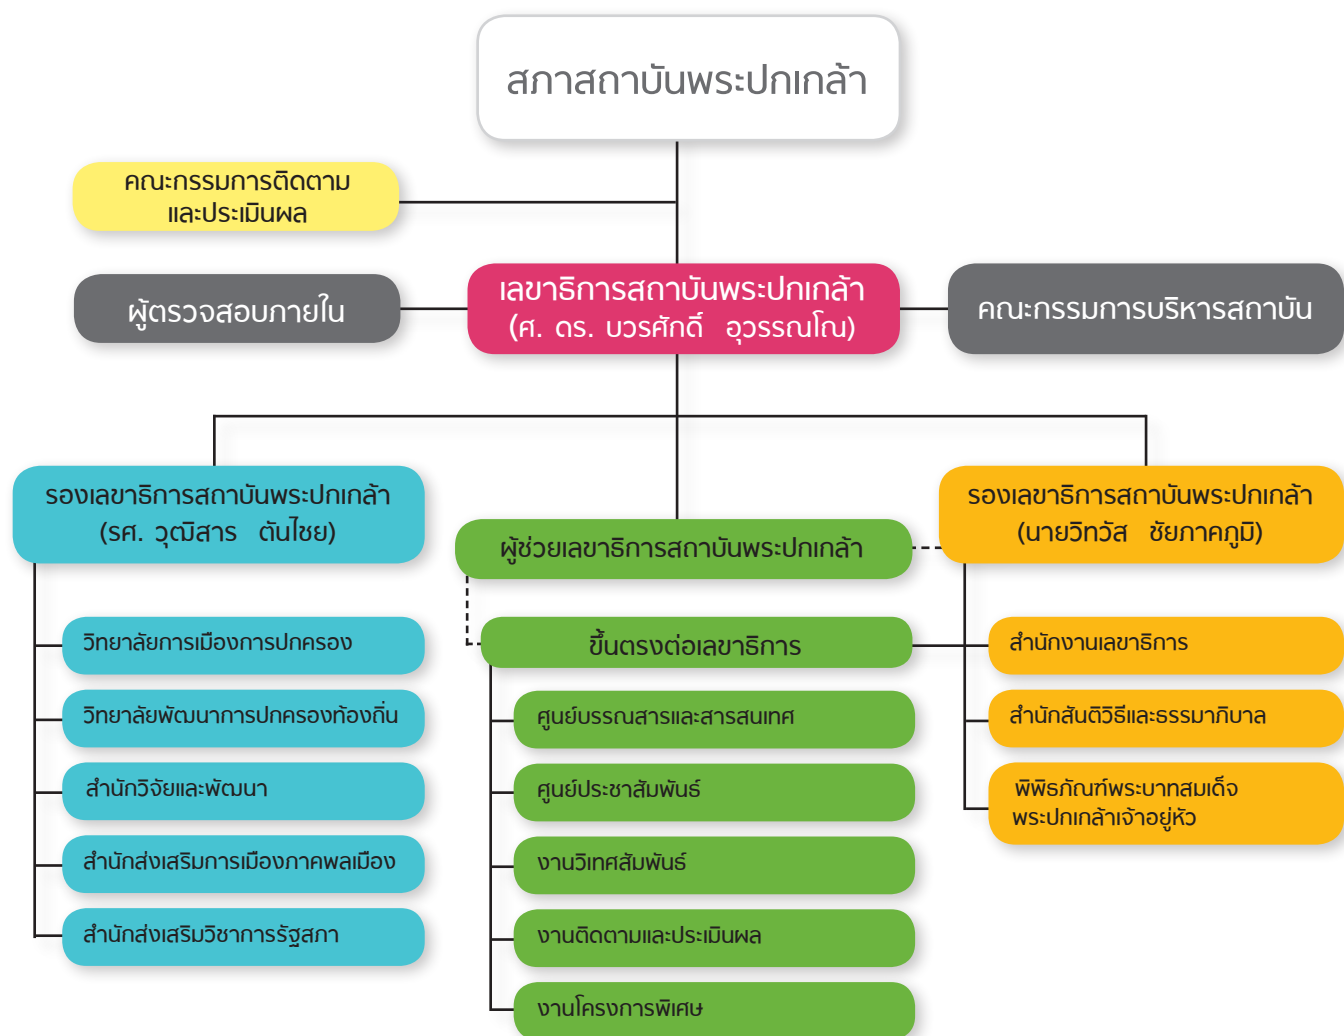 สภาสถาบันพระปกเกล้า
คณะกรรมการติดตาม
และประเมินผล
ผู้ตรวจสอบภายใน
เลขาธิการสถาบันพระปกเกล้า
(ศ. ดร. บวรศักดิ์ อุวรรณโณ)
คณะกรรมการบริหารสถาบัน
รองเลขาธิการสถาบันพระปกเกล้า
(รศ. วุฒิสาร ตันไชย)
ผู้ช่วยเลขาธิการสถาบันพระปกเกล้า
รองเลขาธิการสถาบันพระปกเกล้า
(นายวิทวัส ชัยภาคภูมิ)
วิทยาลัยการเมืองการปกครอง
วิทยาลัยพัฒนาการปกครองท้องถิ่น
สำนักวิจัยและพัฒนา
สำนักส่งเสริมการเมืองภาคพลเมือง
สำนักส่งเสริมวิชาการรัฐสภา
ขึ้นตรงต่อเลขาธิการ
ศูนย์บรรณสารและสารสนเทศ
ศูนย์ประชาสัมพันธ์
งานวิเทศสัมพันธ์
งานติดตามและประเมินผล
งานโครงการพิเศษ
สำนักงานเลขาธิการ
สำนักสันติวิธีและธรรมาภิบาล
พิพิธภัณฑ์พระบาทสมเด็จ
พระปกเกล้าเจ้าอยู่หัว